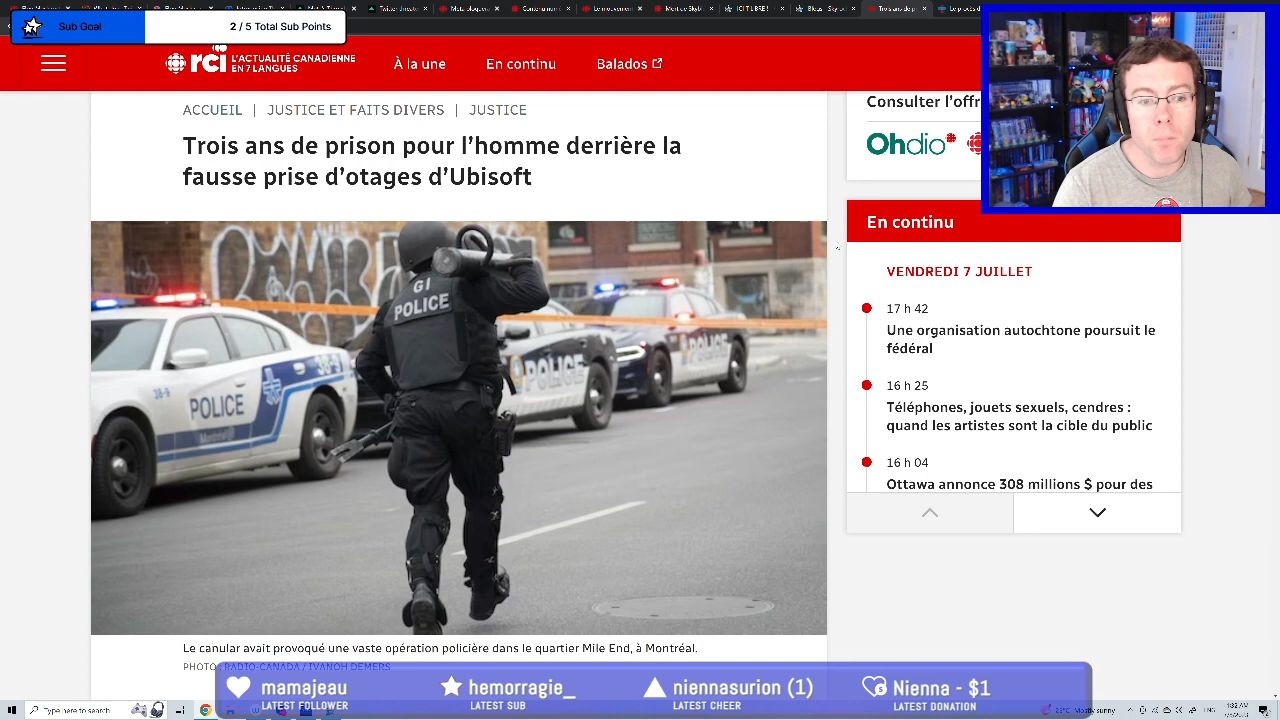 Sub Goal
2 / 5 Total Sub Points
rci
L'ACTUALITÉ CANADIENNE
EN 7 LANGUES
À la une
En continu
Balados
ACCUEIL | JUSTICE ET FAITS DIVERS | JUSTICE
Trois ans de prison pour l'homme derrière la
fausse prise d'otages d'Ubisoft
GI
POLICE
POLICE
POLICE
POLICE
Le canular avait provoqué une vaste opération policière dans le quartier Mile End, à Montréal.
PHOTO : RADIO-CANADA / IVANOH DEMERS
Consulter l'offr
Ohdio
En continu
VENDREDI 7 JUILLET
17 h 42
Une organisation autochtone poursuit le
fédéral
16 h 25
Téléphones, jouets sexuels, cendres :
quand les artistes sont la cible du public
16 h 04
Ottawa annonce 308 millions $ pour des
mamajeau
LATEST FOLLOWER
hemorragie_
LATEST SUB
niennasurion (1)
LATEST CHEER
Nienna - $1
LATEST DONATION
Type here to search
Mostly sunny
ENG